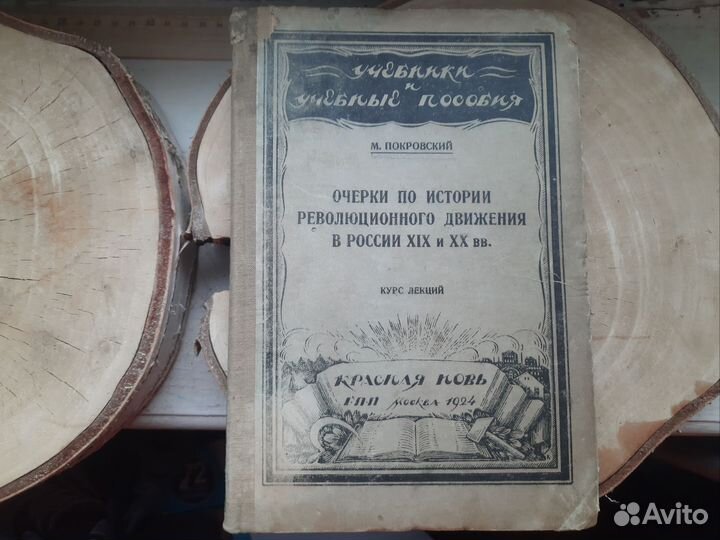 УЧЕБНИКИ
и
УЧЕБНЫЕ ПОСОБИЯ
М. ПОКРОВСКИЙ
ОЧЕРКИ ПО ИСТОРИИ
РЕВОЛЮЦИОННОГО ДВИЖЕНИЯ
В РОССИИ XIX и XX вв.
КУРС ЛЕКЦИЙ
КРАСНАЯ НОВЬ
ГПП МОСКВА 1924
Avito